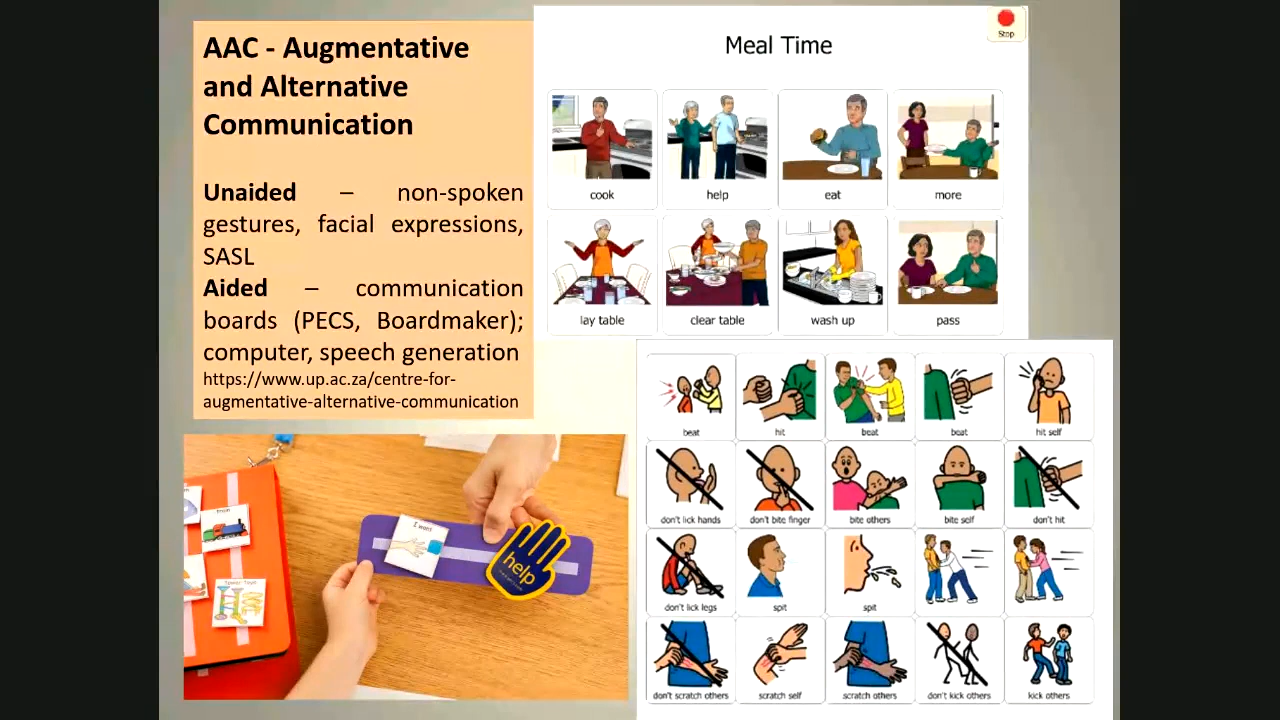 AAC - Augmentative
and Alternative
Communication
Unaided – non-spoken
gestures, facial expressions,
SASL
Aided – communication
boards (PECS, Boardmaker);
computer, speech generation
https://www.up.ac.za/centre-for-
augmentative-alternative-communication
Meal Time
Stop
cook help eat more
lay table clear table wash up pass
beat hit beat beat hit self
don't lick hands don't bite finger bite others bite self don't hit
don't lick legs spit spit
don't scratch others scratch self scratch others don't kick others kick others
train
Tower Tops
I want
help